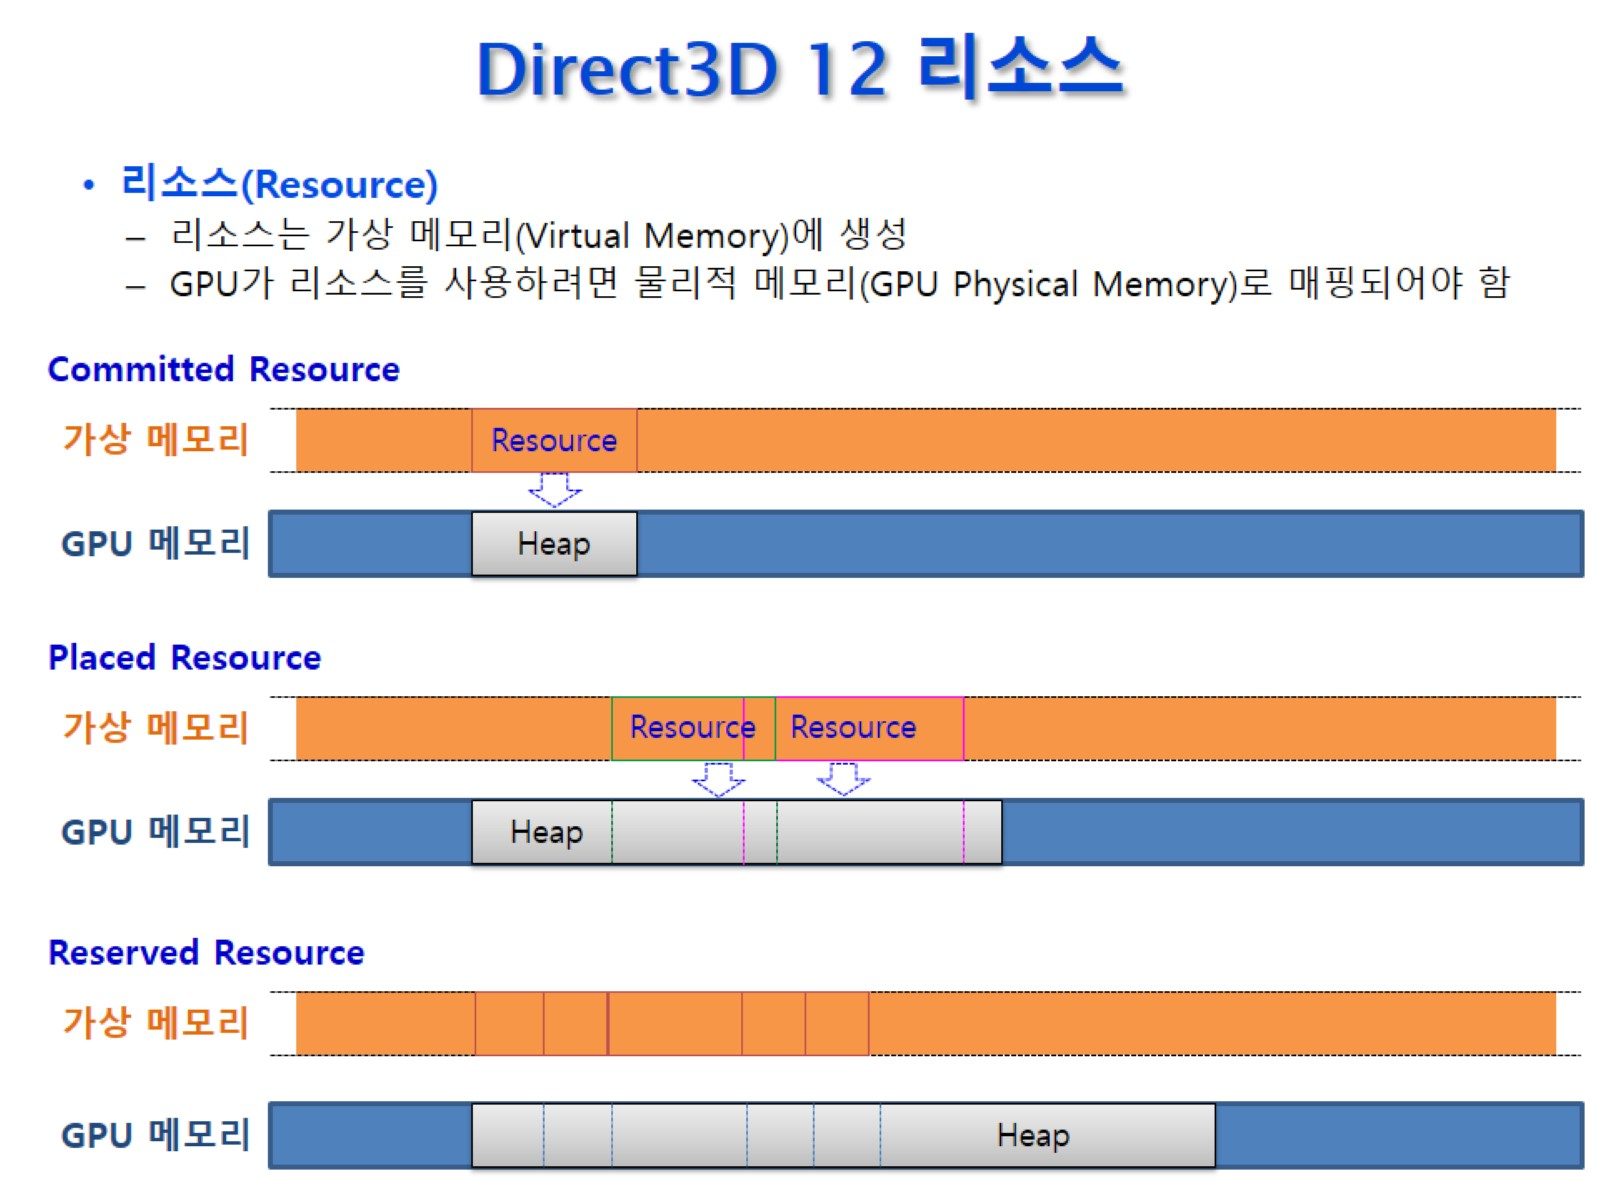 Direct3D 12 리소스
• 리소스(Resource)
– 리소스는 가상 메모리(Virtual Memory)에 생성
– GPU가 리소스를 사용하려면 물리적 메모리(GPU Physical Memory)로 매핑되어야 함
Committed Resource
가상 메모리
Resource
GPU 메모리
Heap
Placed Resource
가상 메모리
Resource Resource
GPU 메모리
Heap
Reserved Resource
가상 메모리
GPU 메모리
Heap